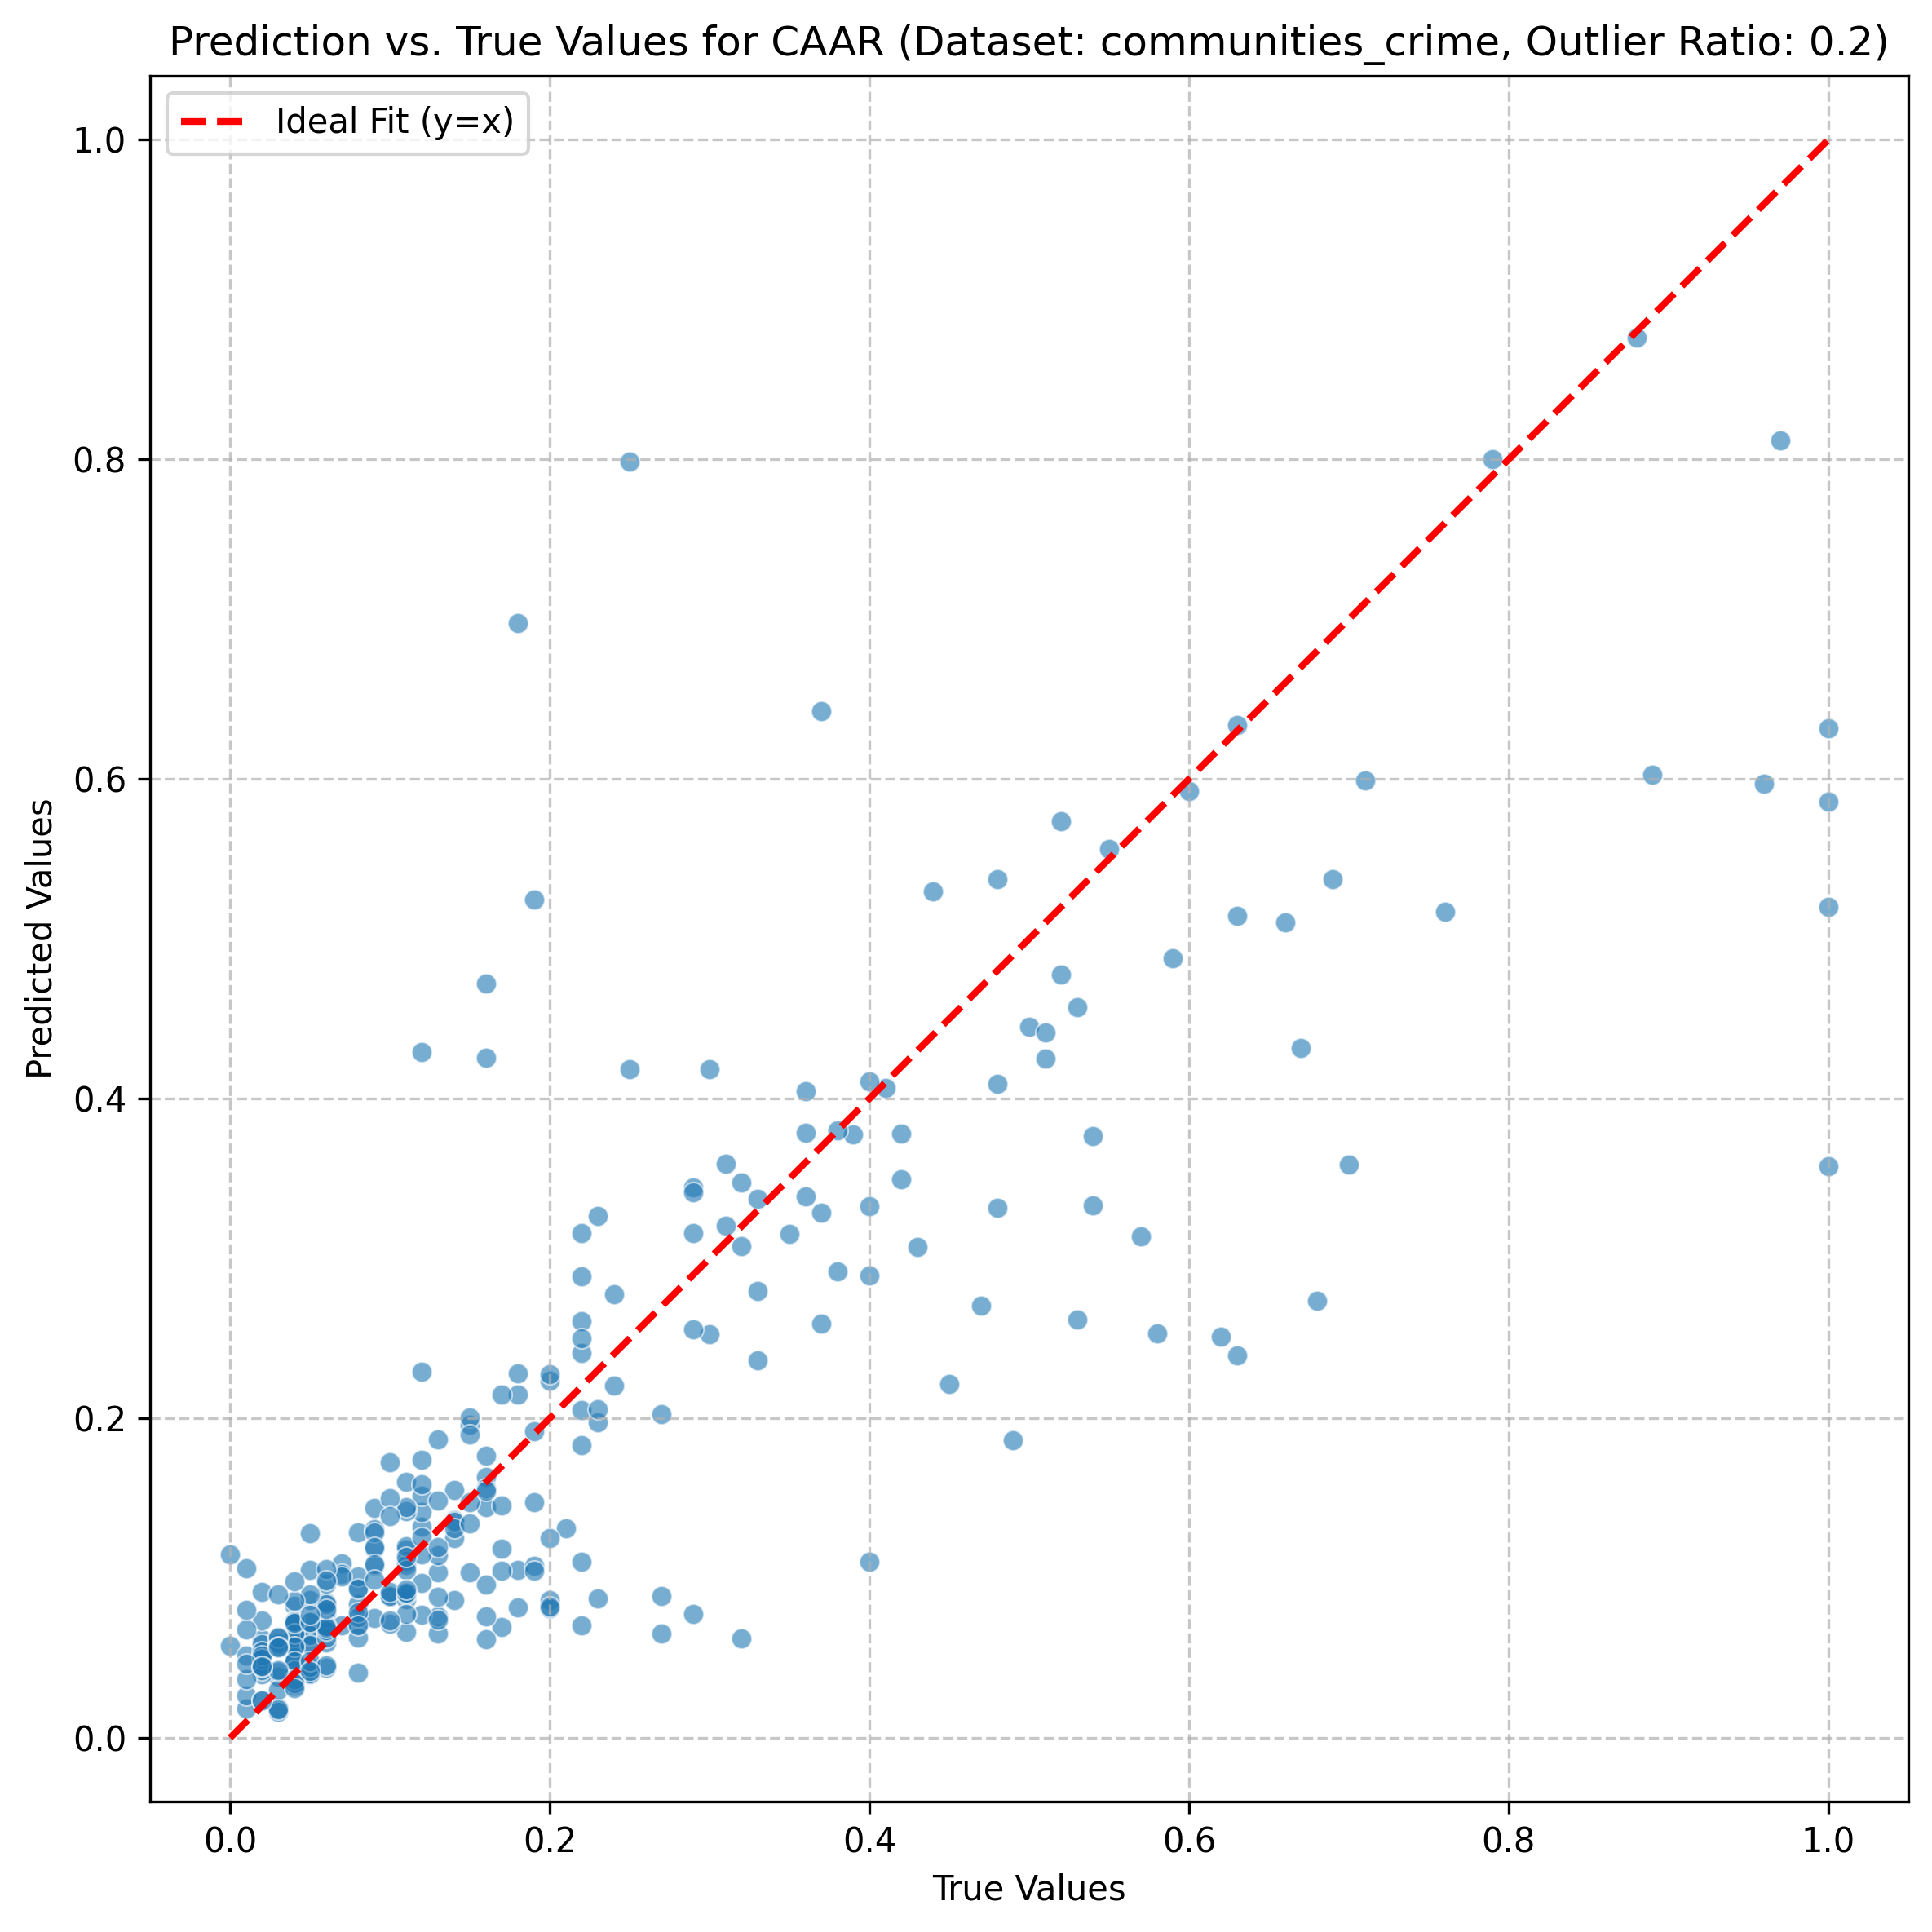 Prediction vs. True Values for CAAR (Dataset: communities_crime, Outlier Ratio: 0.2)
Ideal Fit (y=x)
1.0
0.8
0.6
0.4
0.2
0.0
Predicted Values
0.0 0.2 0.4 0.6 0.8 1.0
True Values